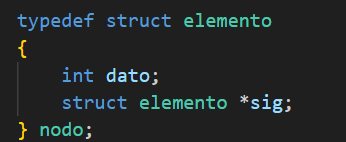 typedef struct elemento
{
    int dato;
    struct elemento *sig;
} nodo;